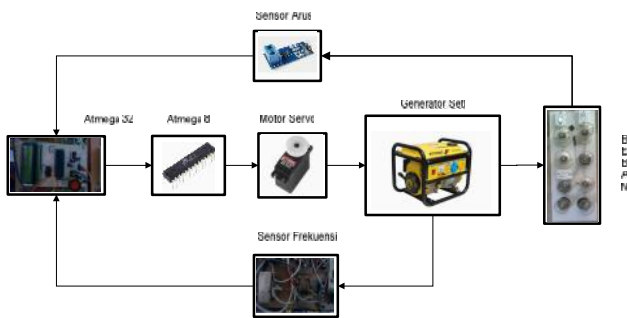 Sensor Arus
Atmega 32
Atmega 8
Motor Servo
Generator Set
Sensor Frekuensi